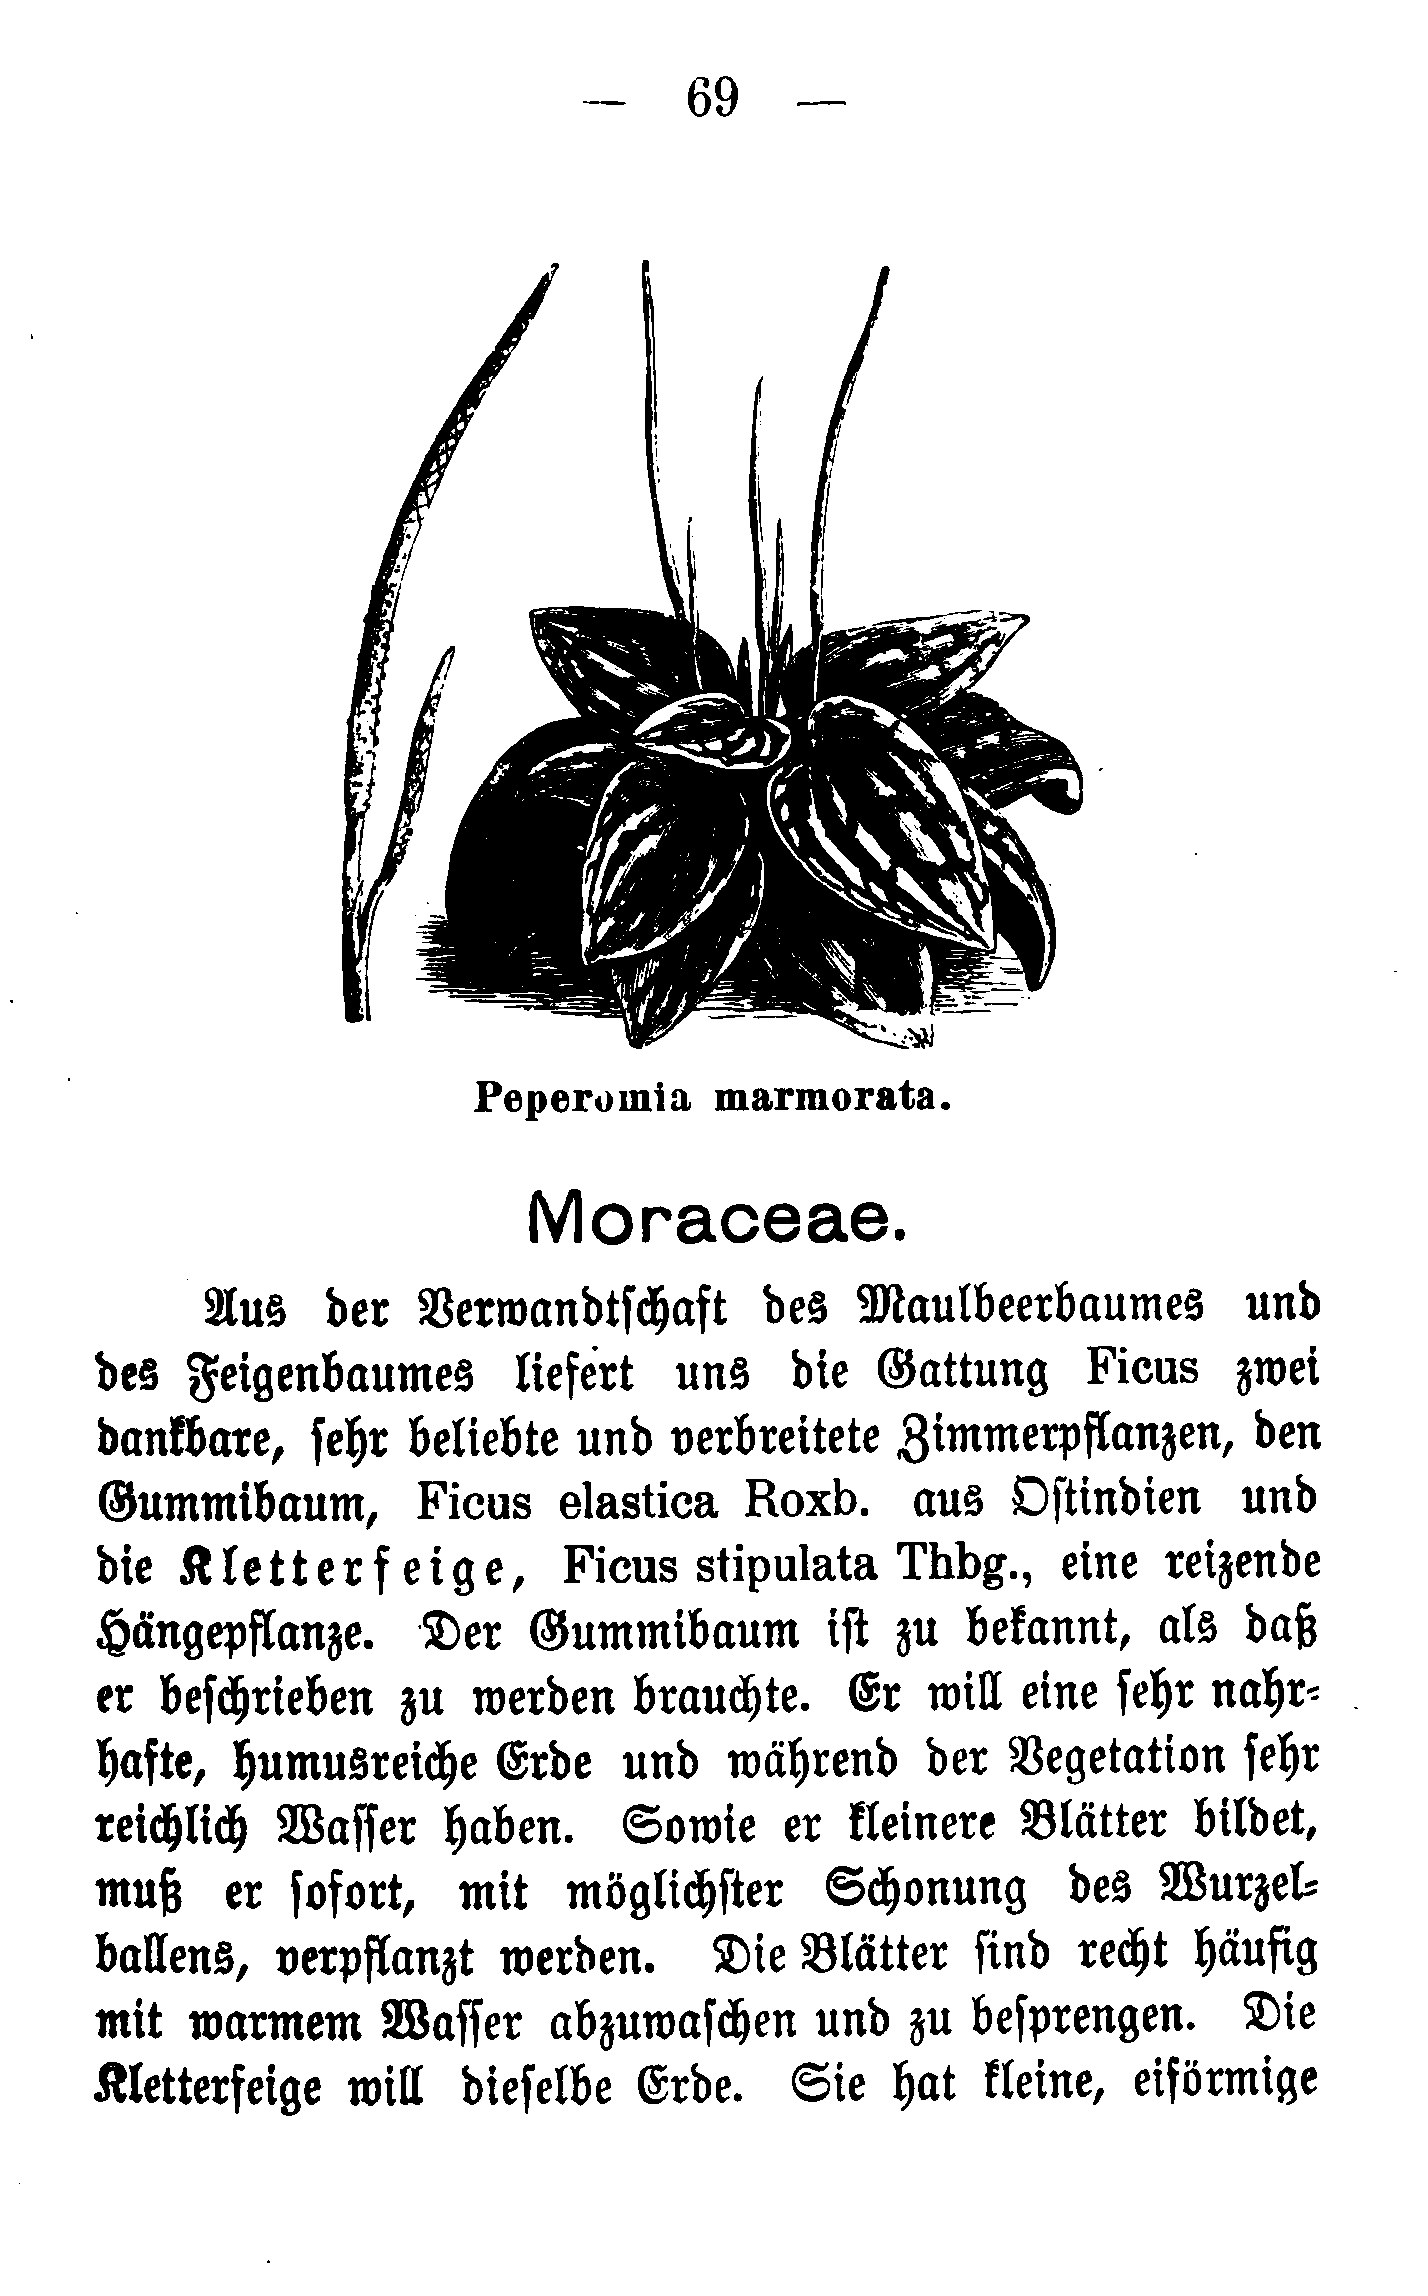 — 69 —
Peperomia marmorata.
Moraceae.
Aus der Verwandtſchaft des Maulbeerbaumes und
des Feigenbaumes liefert uns die Gattung Ficus zwei
dankbare, ſehr beliebte und verbreitete Zimmerpflanzen, den
Gummibaum, Ficus elastica Roxb. aus Oſtindien und
die Kletterfeige, Ficus stipulata Thbg., eine reizende
Hängepflanze. Der Gummibaum iſt zu bekannt, als daß
er beſchrieben zu werden brauchte. Er will eine ſehr nahr-
hafte, humusreiche Erde und während der Vegetation ſehr
reichlich Waſſer haben. Sowie er kleinere Blätter bildet,
muß er ſofort, mit möglichſter Schonung des Wurzel-
ballens, verpflanzt werden. Die Blätter ſind recht häufig
mit warmem Waſſer abzuwaſchen und zu beſprengen. Die
Kletterfeige will dieſelbe Erde. Sie hat kleine, eiförmige